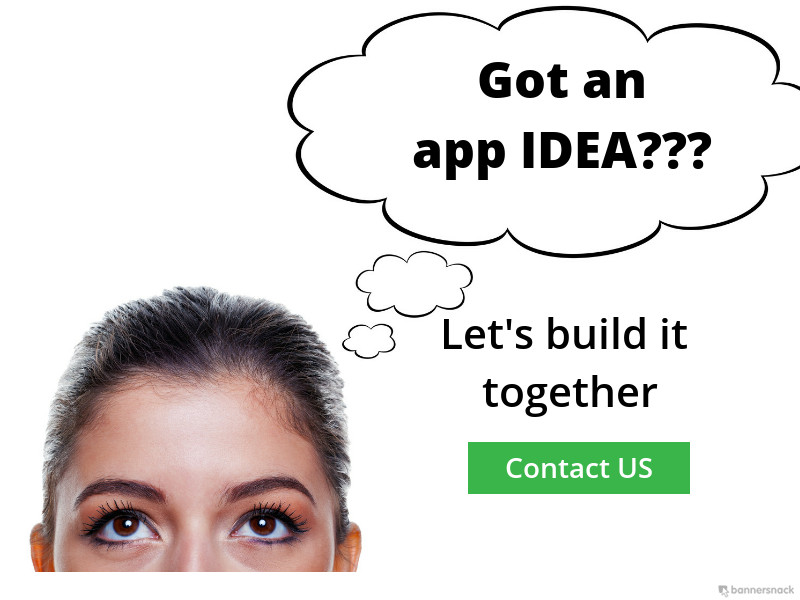 Got an
app IDEA???
Let's build it
together
Contact US
bannersnack